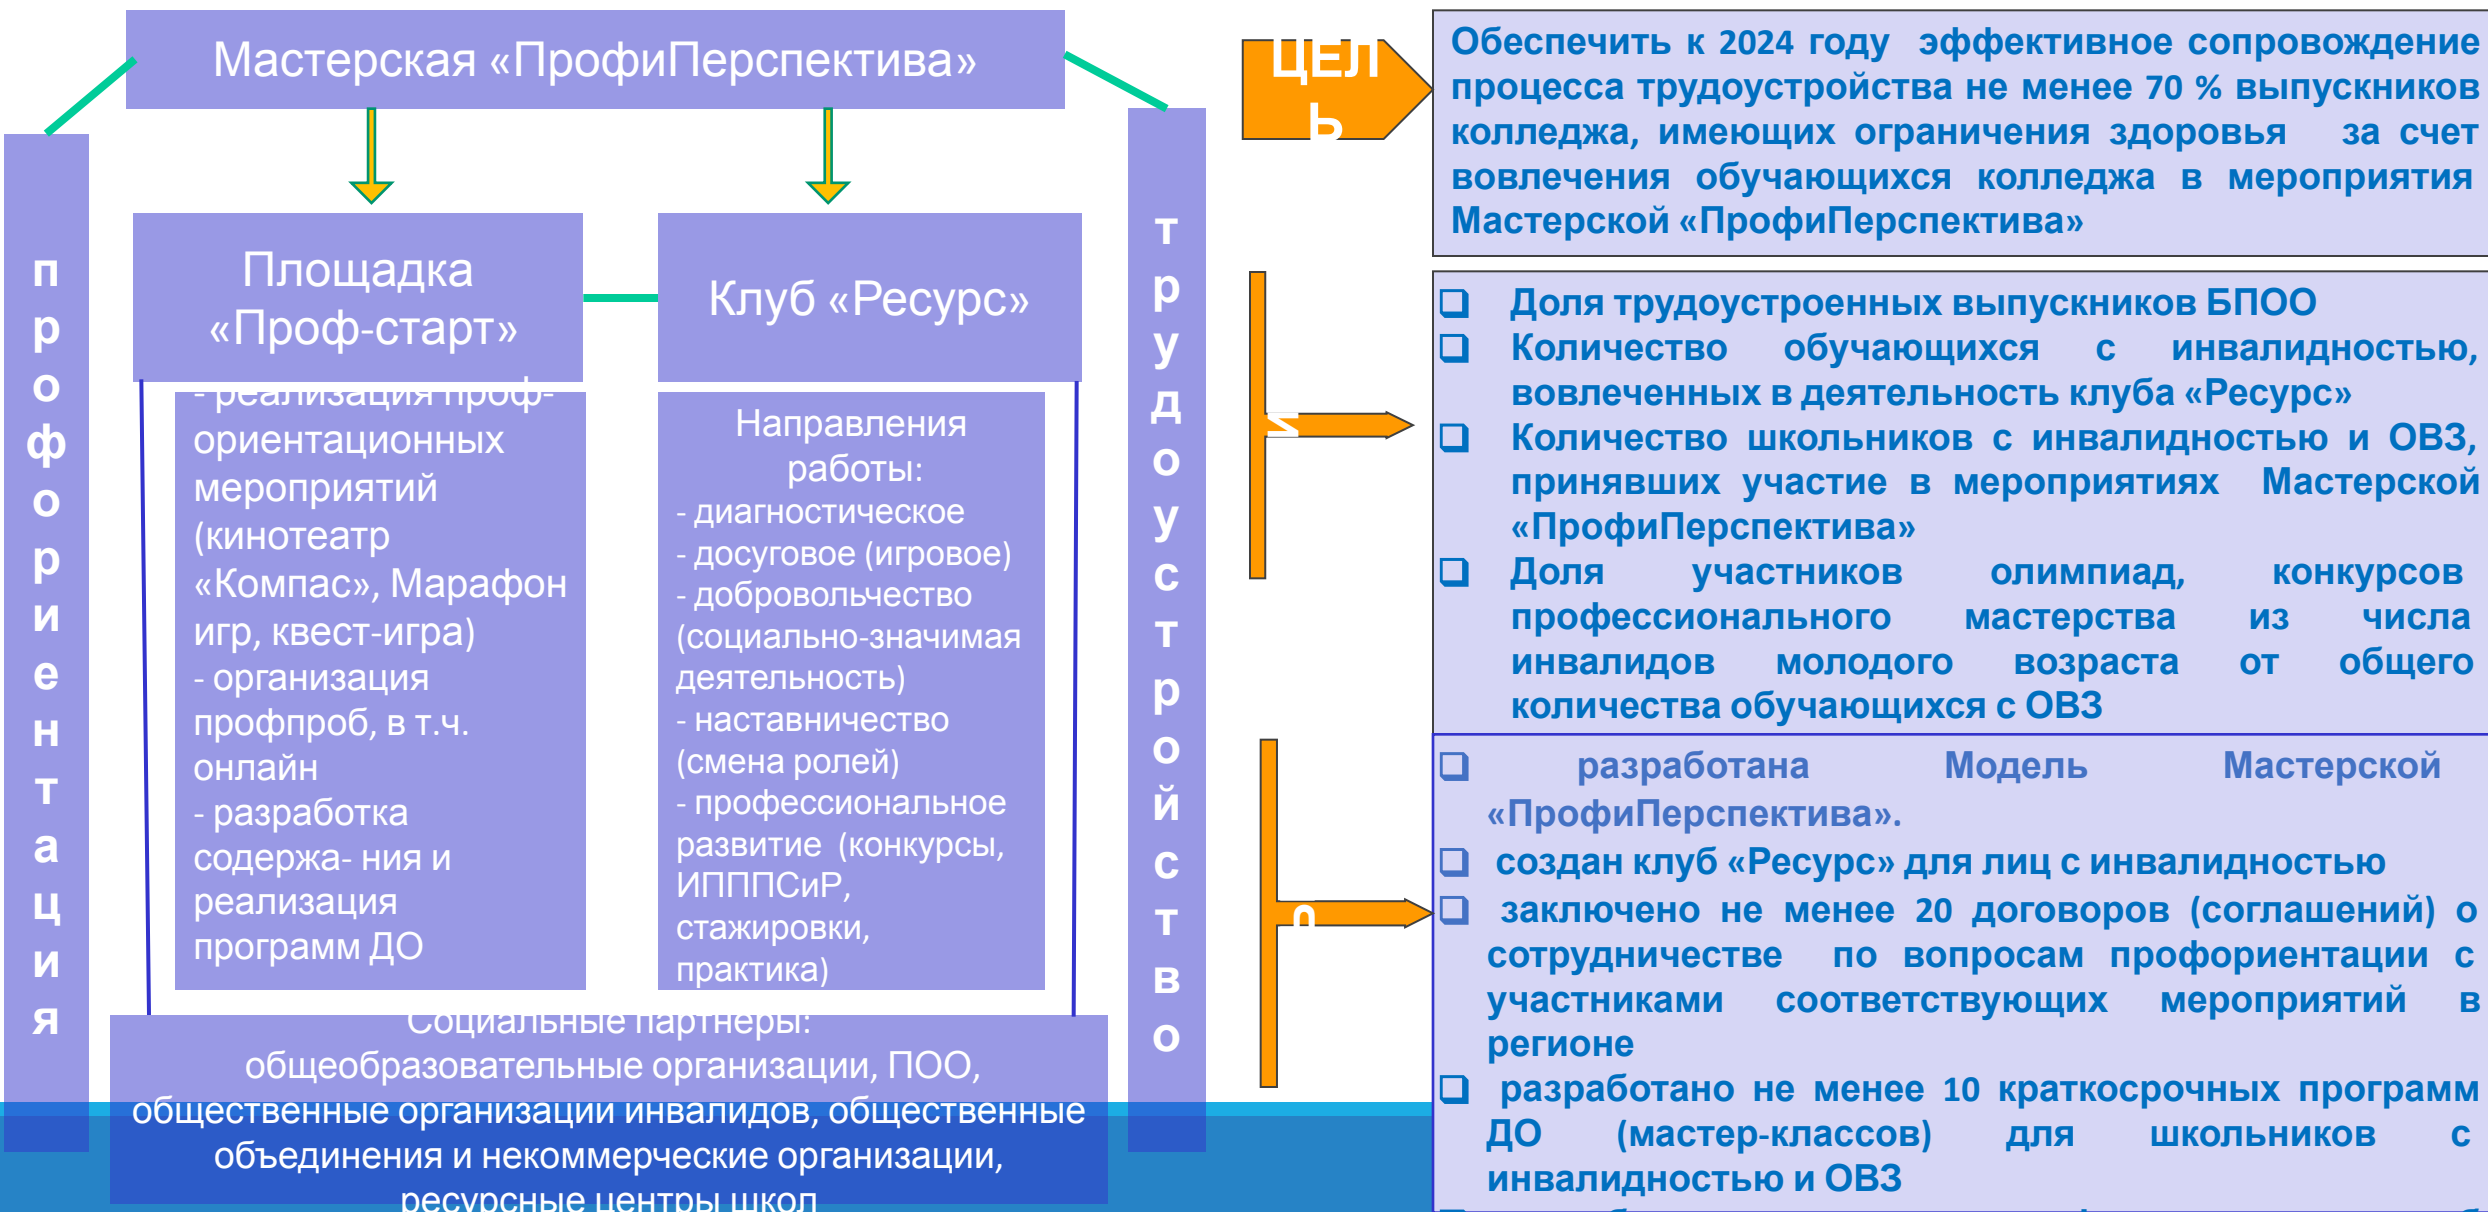 Мастерская «ПрофиПерспектива»
профориентация
Площадка
«Проф-старт»
Клуб «Ресурс»
- реализация проф-
ориентационных
мероприятий
(кинотеатр
«Компас», Марафон
игр, квест-игра)
- организация
профпроб, в т.ч.
онлайн
- разработка
содержа- ния и
реализация
программ ДО
Направления
работы:
- диагностическое
- досуговое (игровое)
- добровольчество
(социально-значимая
деятельность)
- наставничество
(смена ролей)
- профессиональное
развитие (конкурсы,
ИПППСиР,
стажировки,
практика)
Социальные партнеры:
общеобразовательные организации, ПОО,
общественные организации инвалидов, общественные
объединения и некоммерческие организации,
ресурсные центры школ
трудоустройство
ЦЕЛ
Ь
Обеспечить к 2024 году эффективное сопровождение
процесса трудоустройства не менее 70 % выпускников
колледжа, имеющих ограничения здоровья за счет
вовлечения обучающихся колледжа в мероприятия
Мастерской «ПрофиПерспектива»
Доля трудоустроенных выпускников БПОО
Количество обучающихся с инвалидностью,
вовлеченных в деятельность клуба «Ресурс»
Количество школьников с инвалидностью и ОВЗ,
принявших участие в мероприятиях Мастерской
«ПрофиПерспектива»
Доля участников олимпиад, конкурсов
профессионального мастерства из числа
инвалидов молодого возраста от общего
количества обучающихся с ОВЗ
разработана Модель Мастерской
«ПрофиПерспектива».
создан клуб «Ресурс» для лиц с инвалидностью
заключено не менее 20 договоров (соглашений) о
сотрудничестве по вопросам профориентации с
участниками соответствующих мероприятий в
регионе
разработано не менее 10 краткосрочных программ
ДО (мастер-классов) для школьников с
инвалидностью и ОВЗ